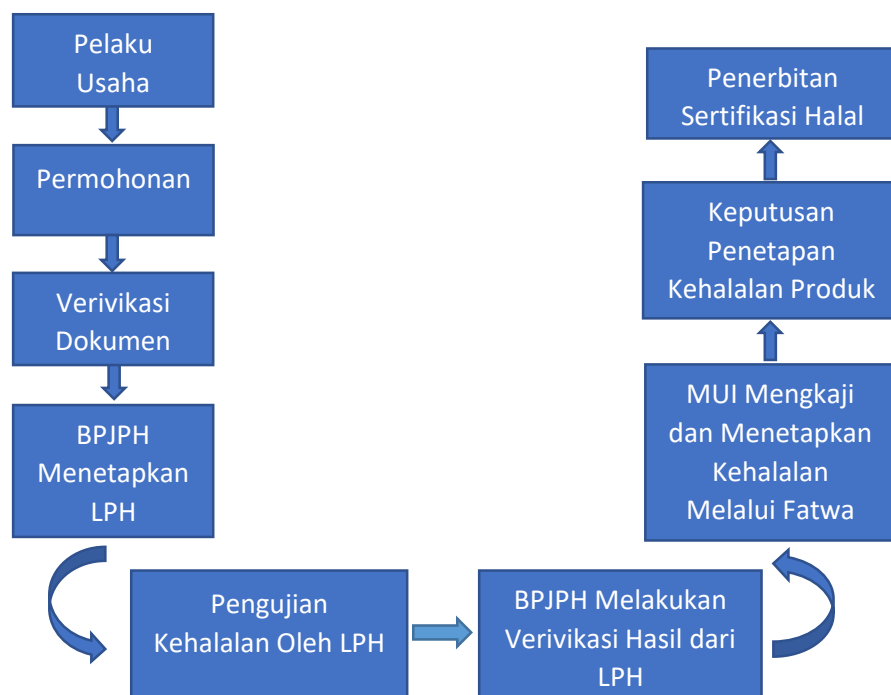 Pelaku
Usaha
Permohonan
Verivikasi
Dokumen
BPJPH
Menetapkan
LPH
Pengujian
Kehalalan Oleh LPH
BPJPH Melakukan
Verivikasi Hasil dari
LPH
MUI Mengkaji
dan Menetapkan
Kehalalan
Melalui Fatwa
Keputusan
Penetapan
Kehalalan Produk
Penerbitan
Sertifikasi Halal